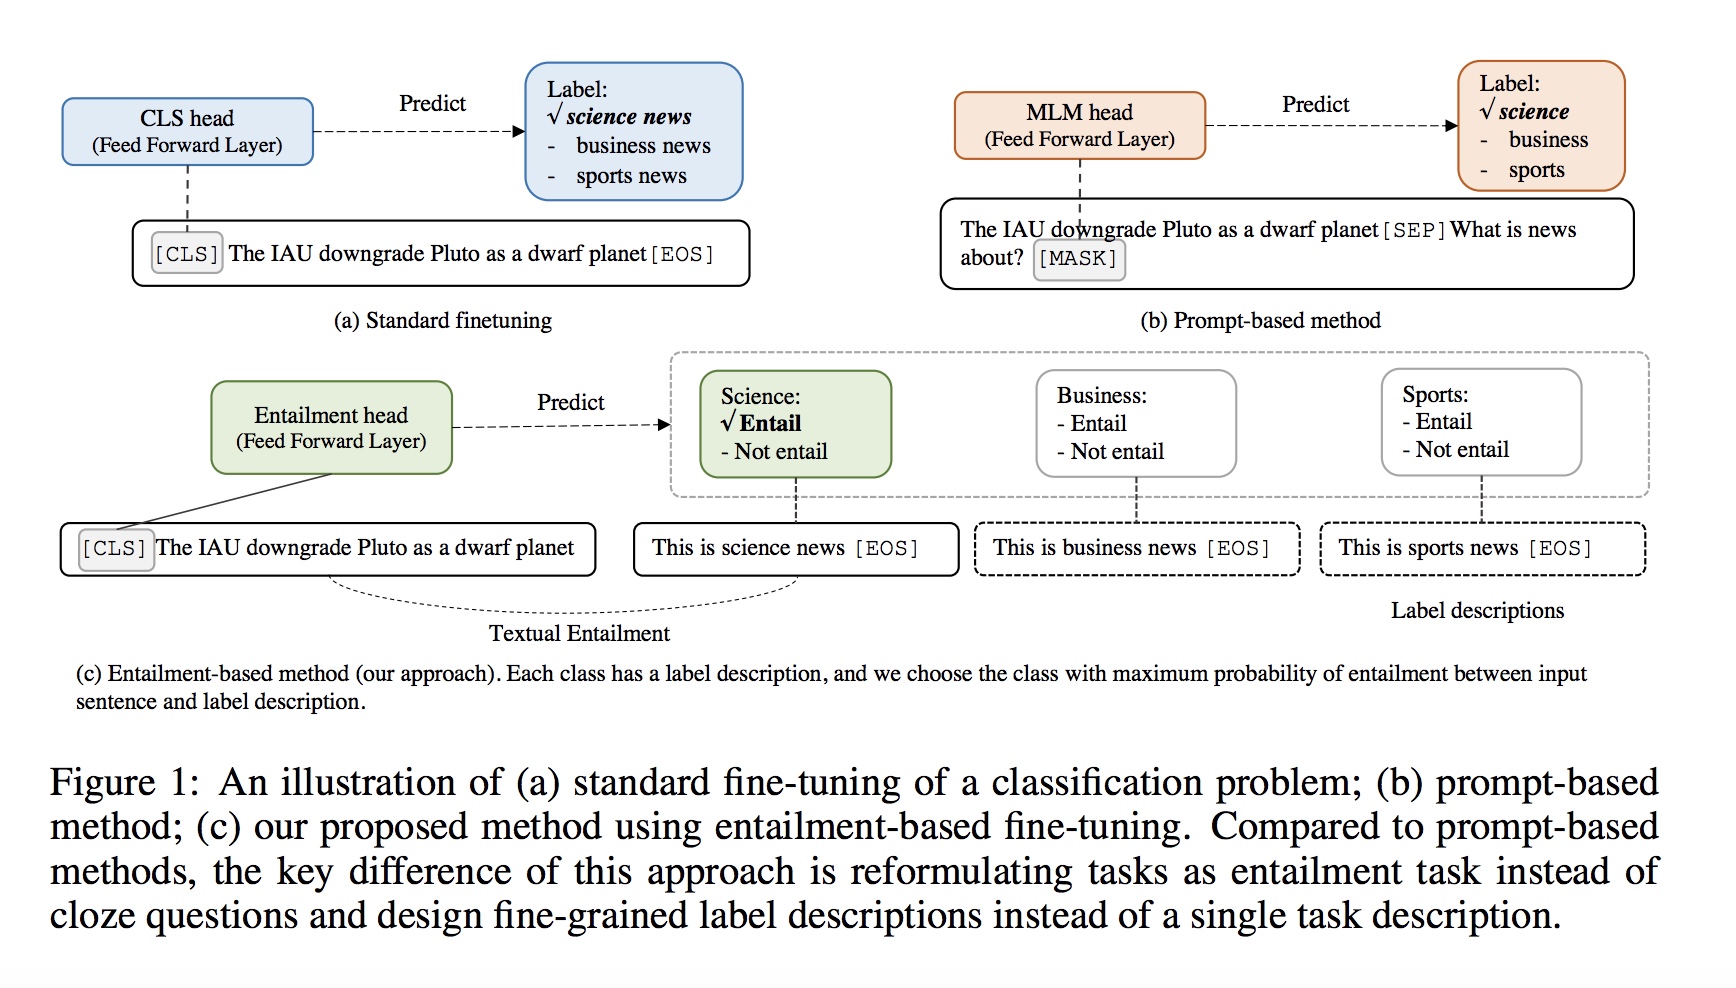 CLS head
(Feed Forward Layer)
Predict
Label:
√ science news
- business news
- sports news
[CLS] The IAU downgrade Pluto as a dwarf planet [EOS]
(a) Standard finetuning
MLM head
(Feed Forward Layer)
Predict
Label:
√ science
- business
- sports
The IAU downgrade Pluto as a dwarf planet [SEP] What is news
about? [MASK]
(b) Prompt-based method
Entailment head
(Feed Forward Layer)
Predict
Science:
√ Entail
- Not entail
Business:
- Entail
- Not entail
Sports:
- Entail
- Not entail
[CLS] The IAU downgrade Pluto as a dwarf planet
This is science news [EOS]
This is business news [EOS]
This is sports news [EOS]
Textual Entailment
Label descriptions
(c) Entailment-based method (our approach). Each class has a label description, and we choose the class with maximum probability of entailment between input
sentence and label description.
Figure 1: An illustration of (a) standard fine-tuning of a classification problem; (b) prompt-based
method; (c) our proposed method using entailment-based fine-tuning. Compared to prompt-based
methods, the key difference of this approach is reformulating tasks as entailment task instead of
cloze questions and design fine-grained label descriptions instead of a single task description.